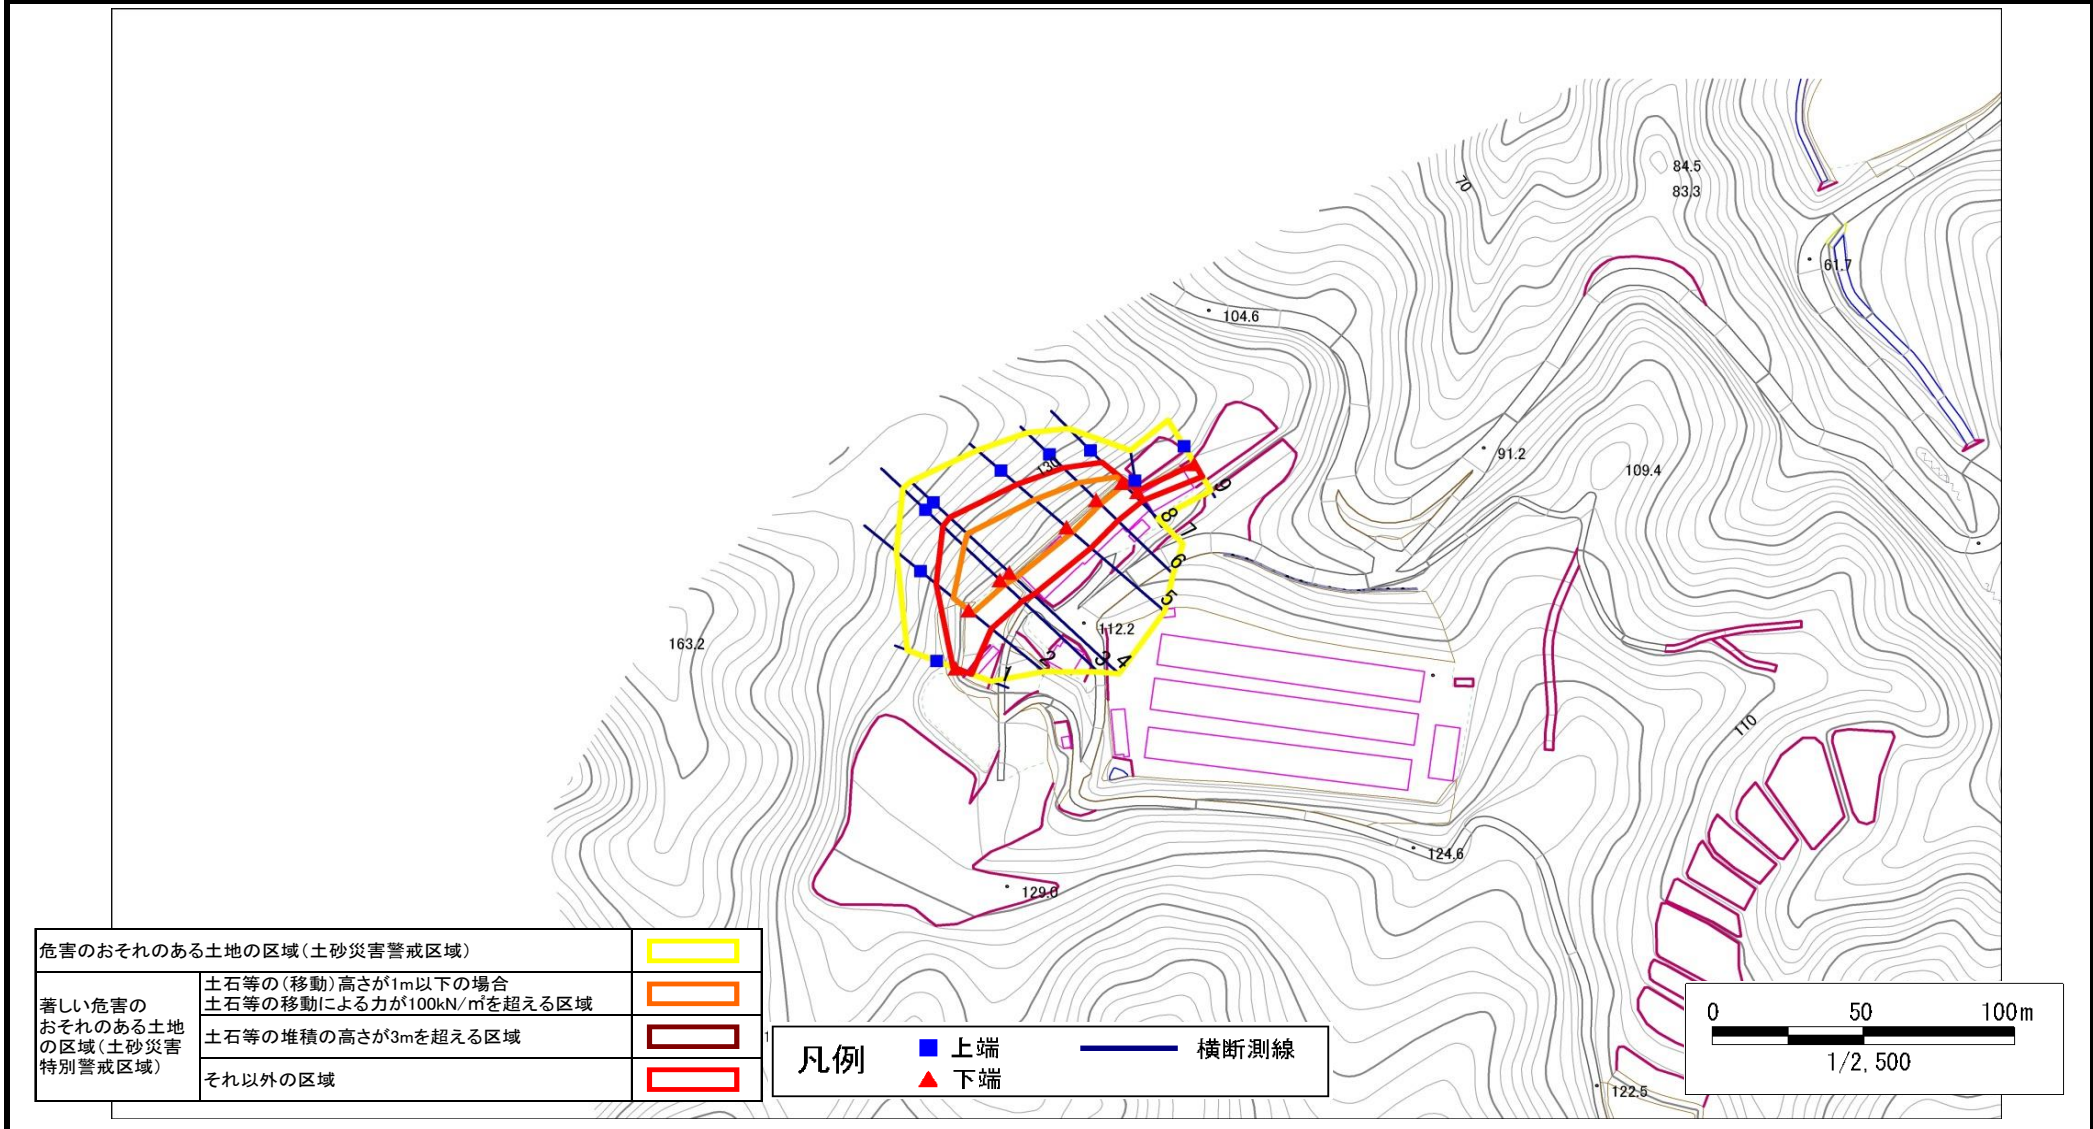 84.5
83.3
70
61.7
104.6
91.2
109.4
130
9
8
7
6
5
112.2
163.2
1
2
3
4
110
124.6
129.0
122.5
危害のおそれのある土地の区域(土砂災害警戒区域)
著しい危害の
おそれのある土地
の区域(土砂災害
特別警戒区域)
土石等の(移動)高さが1m以下の場合
土石等の移動による力が100kN/㎡を超える区域
土石等の堆積の高さが3mを超える区域
それ以外の区域
凡例
上端
下端
横断測線
0 50 100m
1/2,500